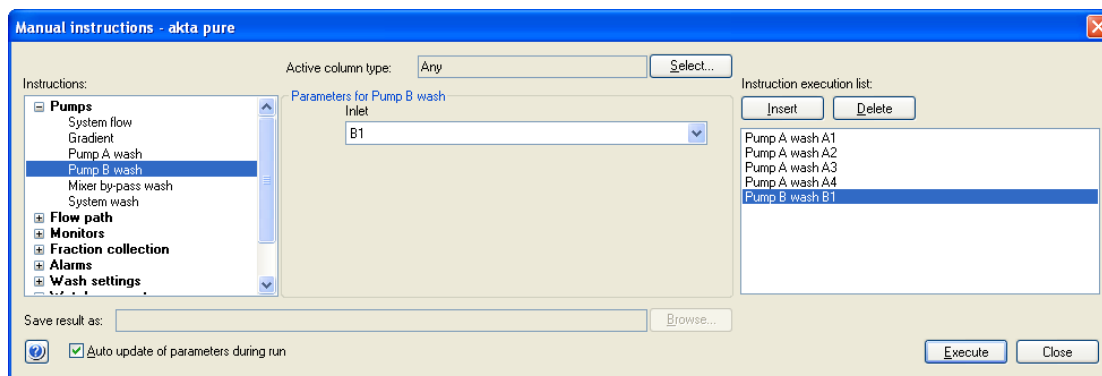 Manual instructions - akta pure
Active column type:
Any
Select...
Instructions:
Pumps
System flow
Gradient
Pump A wash
Pump B wash
Mixer by-pass wash
System wash
Flow path
Monitors
Fraction collection
Alarms
Wash settings
Parameters for Pump B wash
Inlet
B1
Instruction execution list:
Insert
Delete
Pump A wash A1
Pump A wash A2
Pump A wash A3
Pump A wash A4
Pump B wash B1
Save result as:
Browse...
Auto update of parameters during run
Execute
Close